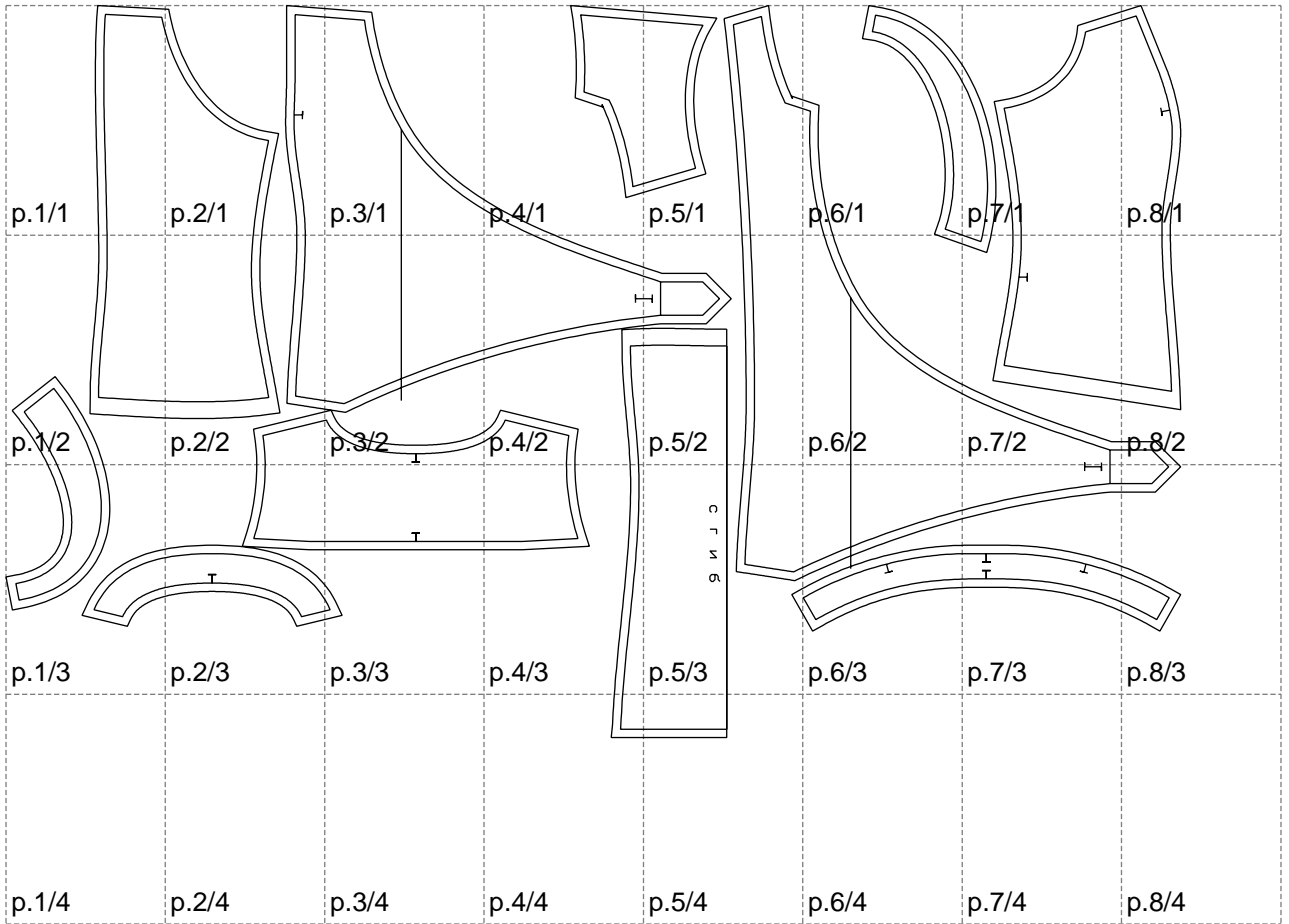 p.1/1 p.2/1 p.3/1 p.4/1 p.5/1 p.6/1 p.7/1 p.8/1
p.1/2 p.2/2 p.3/2 p.4/2 p.5/2 p.6/2 p.7/2 p.8/2
сгиб
p.1/3 p.2/3 p.3/3 p.4/3 p.5/3 p.6/3 p.7/3 p.8/3
p.1/4 p.2/4 p.3/4 p.4/4 p.5/4 p.6/4 p.7/4 p.8/4